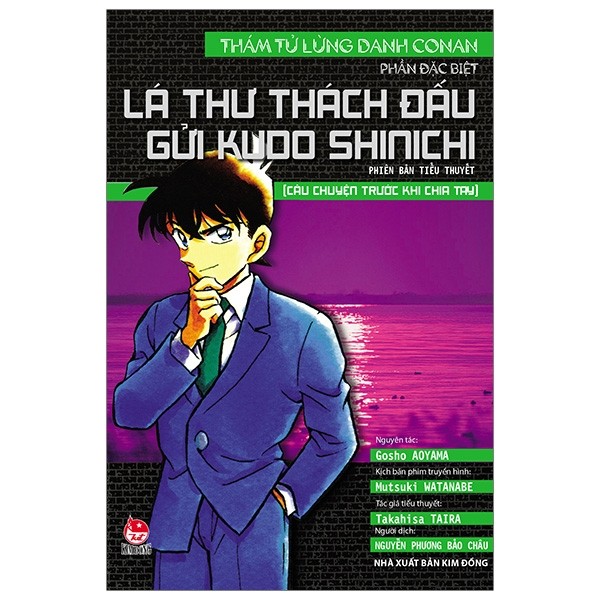 THÁM TỬ LỪNG DANH CONAN
PHẦN ĐẶC BIỆT
LÁ THƯ THÁCH ĐẤU
GỬI KUDO SHINICHI
PHIÊN BẢN TIỂU THUYẾT
(CÂU CHUYỆN TRƯỚC KHI CHIA TAY)
Nguyên tác:
Gosho AOYAMA
Kịch bản phim truyền hình:
Mutsuki WATANABE
Tác giả tiểu thuyết:
Takahisa TAIRA
Người dịch:
NGUYỄN PHƯƠNG BẢO CHÂU
NHÀ XUẤT BẢN KIM ĐỒNG
KIM ĐỒNG